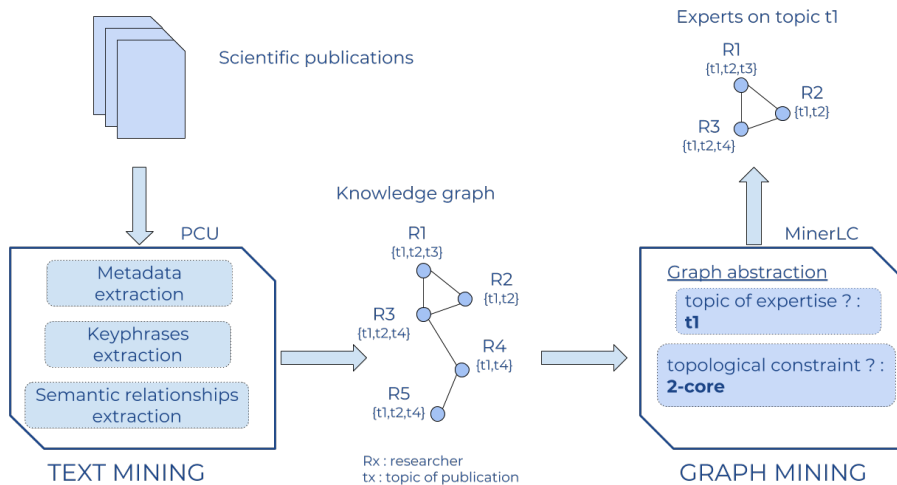 Scientific publications
Experts on topic t1
R1
{t1,t2,t3}
R2
{t1,t2}
R3
{t1,t2,t4}
Knowledge graph
R1
{t1,t2,t3}
R2
{t1,t2}
R3
{t1,t2,t4}
R4
{t1,t4}
R5
{t1,t2,t4}
Rx : researcher
tx : topic of publication
PCU
Metadata
extraction
Keyphrases
extraction
Semantic relationships
extraction
TEXT MINING
MinerLC
Graph abstraction
topic of expertise ? :
t1
topological constraint ? :
2-core
GRAPH MINING